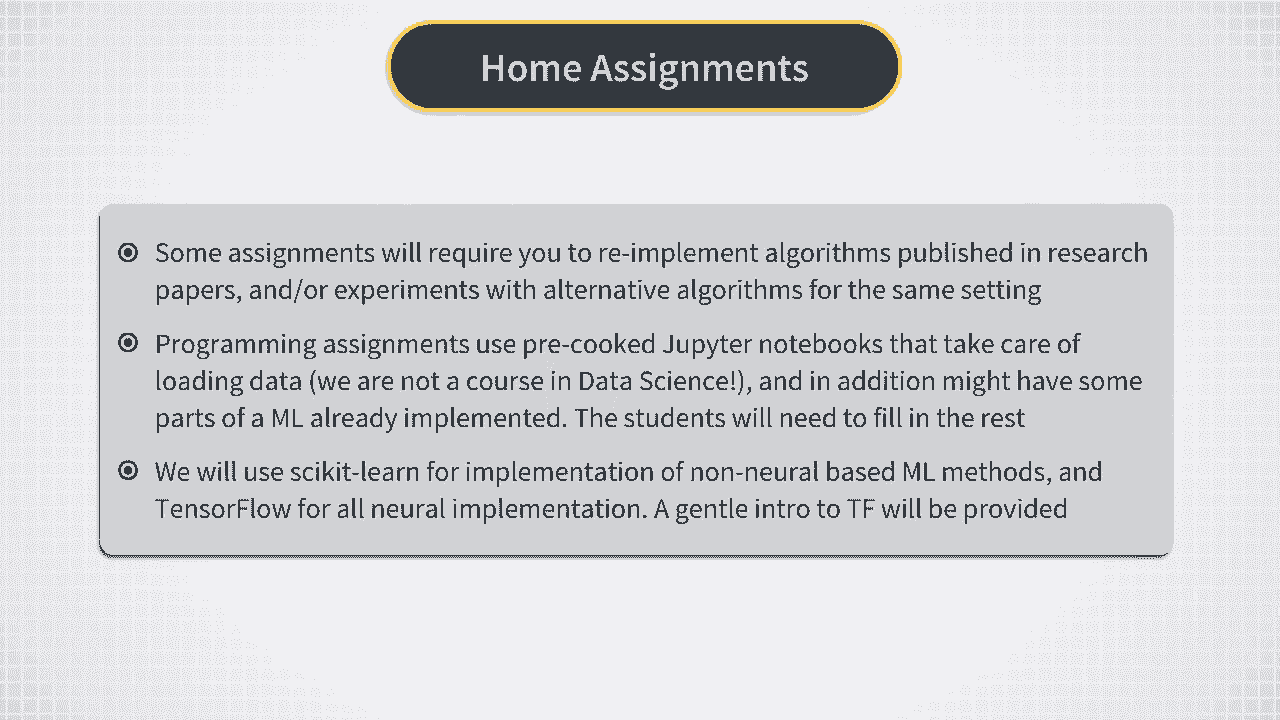 Home Assignments
Some assignments will require you to re-implement algorithms published in research
papers, and/or experiments with alternative algorithms for the same setting
Programming assignments use pre-cooked Jupyter notebooks that take care of
loading data (we are not a course in Data Science!), and in addition might have some
parts of a ML already implemented. The students will need to fill in the rest
We will use scikit-learn for implementation of non-neural based ML methods, and
TensorFlow for all neural implementation. A gentle intro to TF will be provided